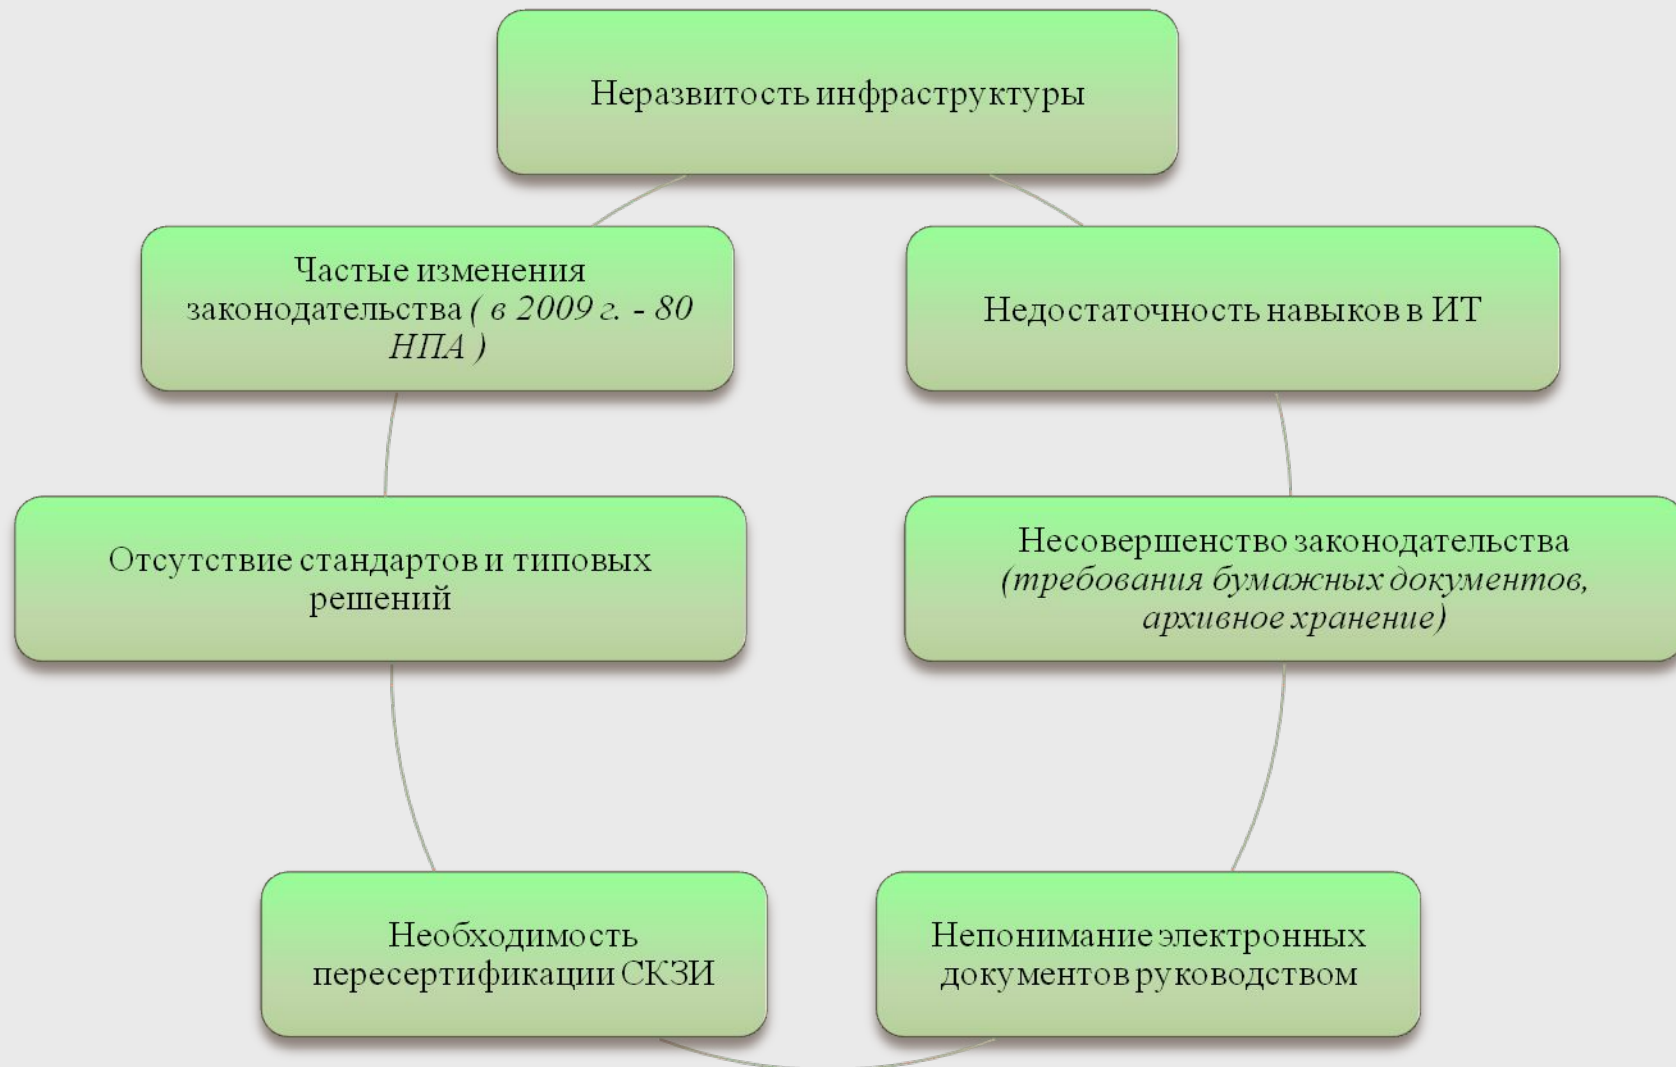 Неразвитость инфраструктуры
Частые изменения
законодательства ( в 2009 г. - 80
НПА )
Недостаточность навыков в ИТ
Отсутствие стандартов и типовых
решений
Несовершенство законодательства
(требования бумажных документов,
архивное хранение)
Необходимость
пересертификации СКЗИ
Непонимание электронных
документов руководством